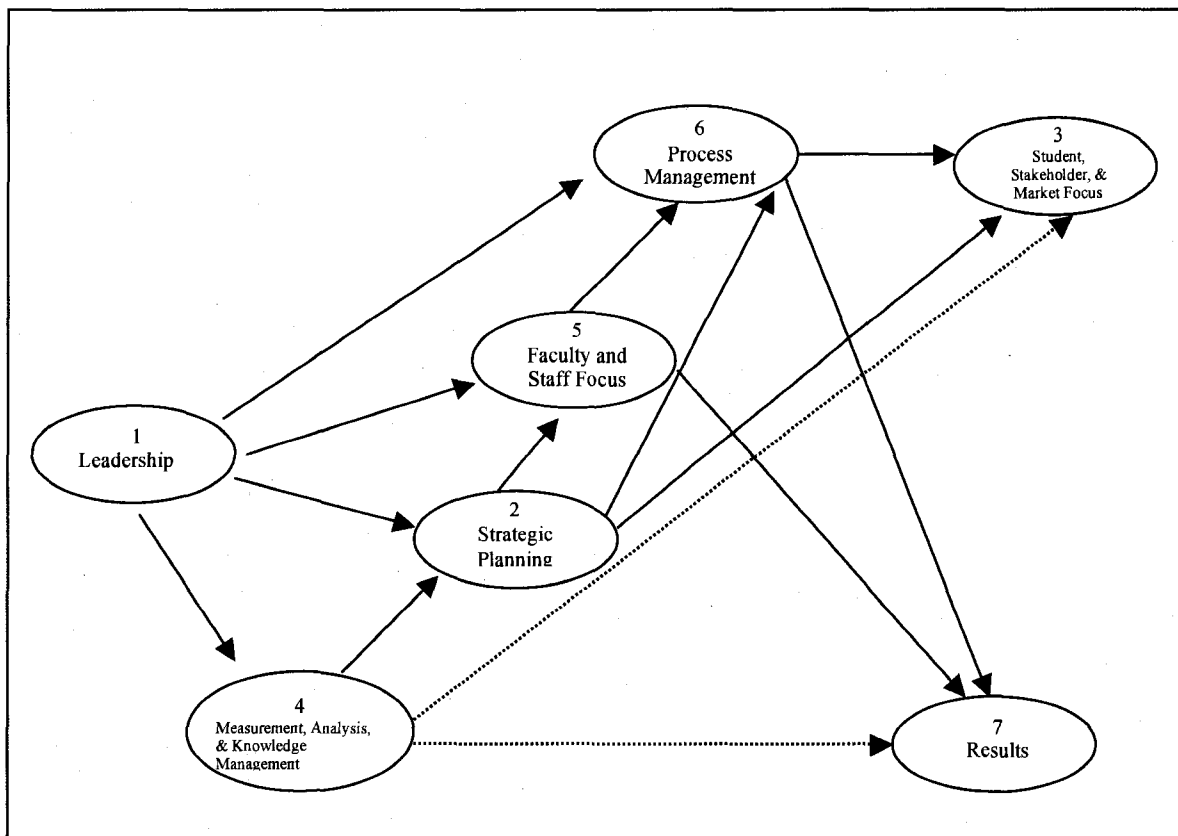 6
Process
Management
3
Student,
Stakeholder, &
Market Focus
5
Faculty and
Staff Focus
1
Leadership
2
Strategic
Planning
4
Measurement, Analysis,
& Knowledge
Management
7
Results